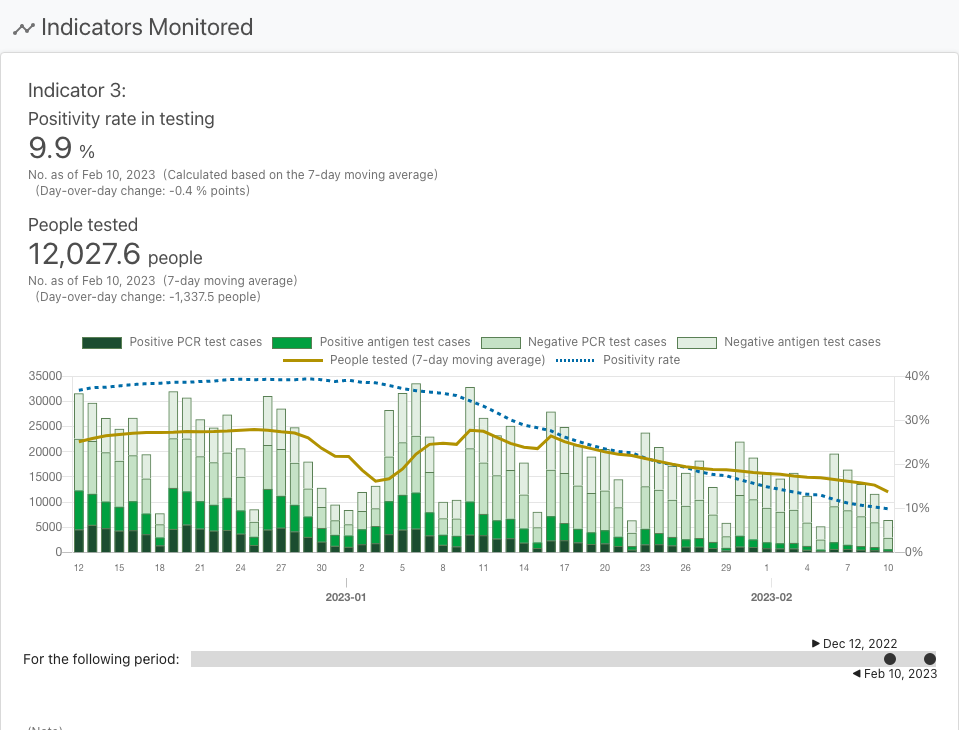 Indicators Monitored
Indicator 3:
Positivity rate in testing
9.9 %
No. as of Feb 10, 2023 (Calculated based on the 7-day moving average)
(Day-over-day change: -0.4 % points)
People tested
12,027.6 people
No. as of Feb 10, 2023 (7-day moving average)
(Day-over-day change: -1,337.5 people)
Positive PCR test cases Positive antigen test cases Negative PCR test cases Negative antigen test cases
People tested (7-day moving average) Positivity rate
35000 40%
30000
25000 30%
20000
20%
15000
10000 10%
5000
0 0%
12 15 18 21 24 27 30 2 5 8 11 14 17 20 23 26 29 1 4 7 10
2023-01 2023-02
▶ Dec 12, 2022
For the following period:
◀ Feb 10, 2023